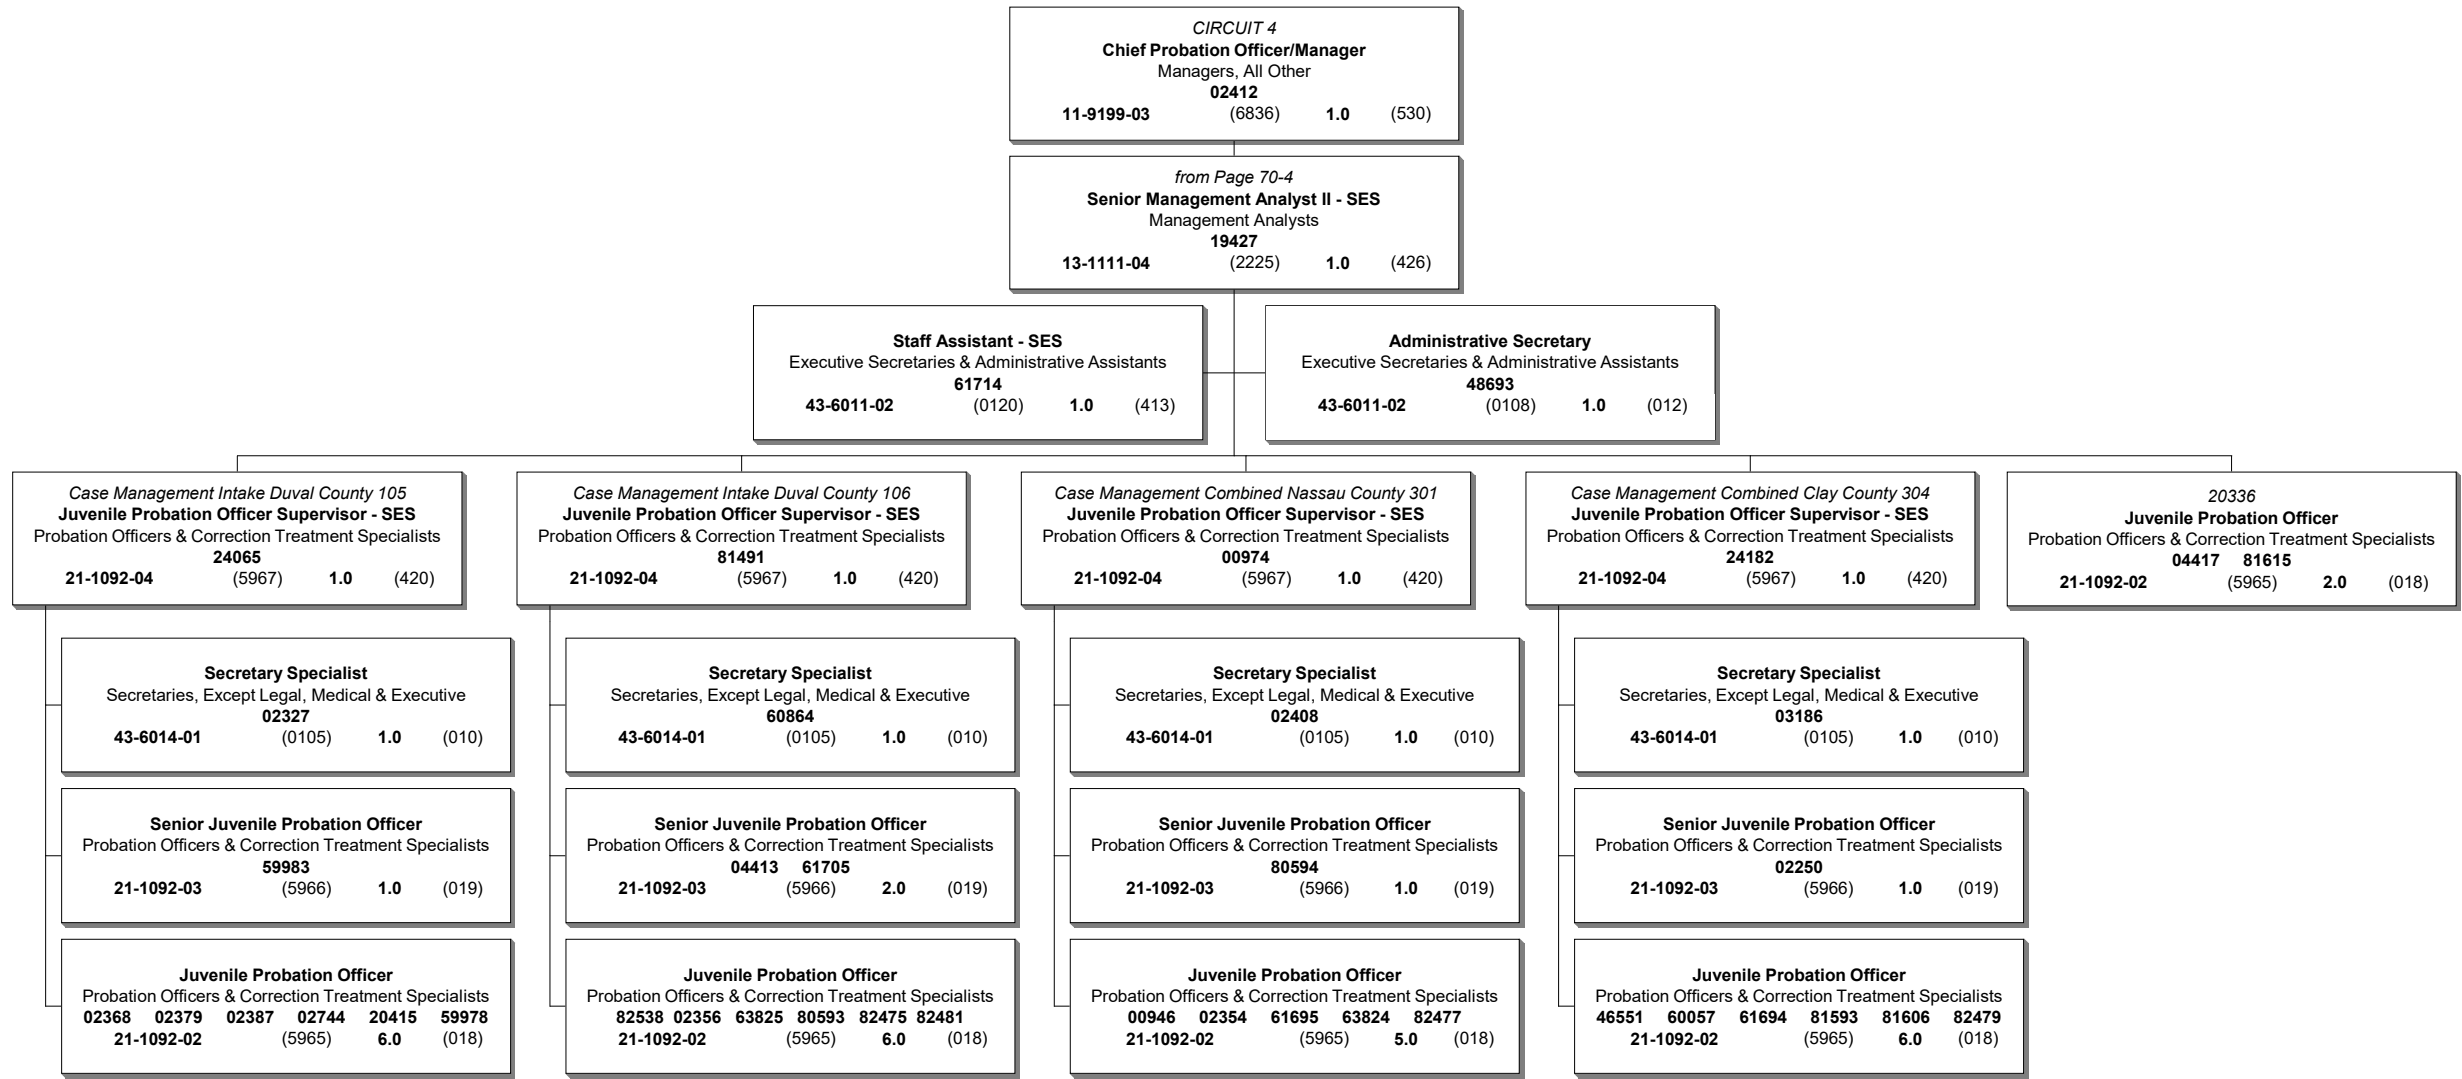 CIRCUIT 4
Chief Probation Officer/Manager
Managers, All Other
02412
11-9199-03 (6836) 1.0 (530)
from Page 70-4
Senior Management Analyst II - SES
Management Analysts
19427
13-1111-04 (2225) 1.0 (426)
Staff Assistant - SES
Executive Secretaries & Administrative Assistants
61714
43-6011-02 (0120) 1.0 (413)
Administrative Secretary
Executive Secretaries & Administrative Assistants
48693
43-6011-02 (0108) 1.0 (012)
Case Management Intake Duval County 105
Juvenile Probation Officer Supervisor - SES
Probation Officers & Correction Treatment Specialists
24065
21-1092-04 (5967) 1.0 (420)
Secretary Specialist
Secretaries, Except Legal, Medical & Executive
02327
43-6014-01 (0105) 1.0 (010)
Senior Juvenile Probation Officer
Probation Officers & Correction Treatment Specialists
59983
21-1092-03 (5966) 1.0 (019)
Juvenile Probation Officer
Probation Officers & Correction Treatment Specialists
02368 02379 02387 02744 20415 59978
21-1092-02 (5965) 6.0 (018)
Case Management Intake Duval County 106
Juvenile Probation Officer Supervisor - SES
Probation Officers & Correction Treatment Specialists
81491
21-1092-04 (5967) 1.0 (420)
Secretary Specialist
Secretaries, Except Legal, Medical & Executive
60864
43-6014-01 (0105) 1.0 (010)
Senior Juvenile Probation Officer
Probation Officers & Correction Treatment Specialists
04413 61705
21-1092-03 (5966) 2.0 (019)
Juvenile Probation Officer
Probation Officers & Correction Treatment Specialists
82538 02356 63825 80593 82475 82481
21-1092-02 (5965) 6.0 (018)
Case Management Combined Nassau County 301
Juvenile Probation Officer Supervisor - SES
Probation Officers & Correction Treatment Specialists
00974
21-1092-04 (5967) 1.0 (420)
Secretary Specialist
Secretaries, Except Legal, Medical & Executive
02408
43-6014-01 (0105) 1.0 (010)
Senior Juvenile Probation Officer
Probation Officers & Correction Treatment Specialists
80594
21-1092-03 (5966) 1.0 (019)
Juvenile Probation Officer
Probation Officers & Correction Treatment Specialists
00946 02354 61695 63824 82477
21-1092-02 (5965) 5.0 (018)
Case Management Combined Clay County 304
Juvenile Probation Officer Supervisor - SES
Probation Officers & Correction Treatment Specialists
24182
21-1092-04 (5967) 1.0 (420)
Secretary Specialist
Secretaries, Except Legal, Medical & Executive
03186
43-6014-01 (0105) 1.0 (010)
Senior Juvenile Probation Officer
Probation Officers & Correction Treatment Specialists
02250
21-1092-03 (5966) 1.0 (019)
Juvenile Probation Officer
Probation Officers & Correction Treatment Specialists
46551 60057 61694 81593 81606 82479
21-1092-02 (5965) 6.0 (018)
20336
Juvenile Probation Officer
Probation Officers & Correction Treatment Specialists
04417 81615
21-1092-02 (5965) 2.0 (018)